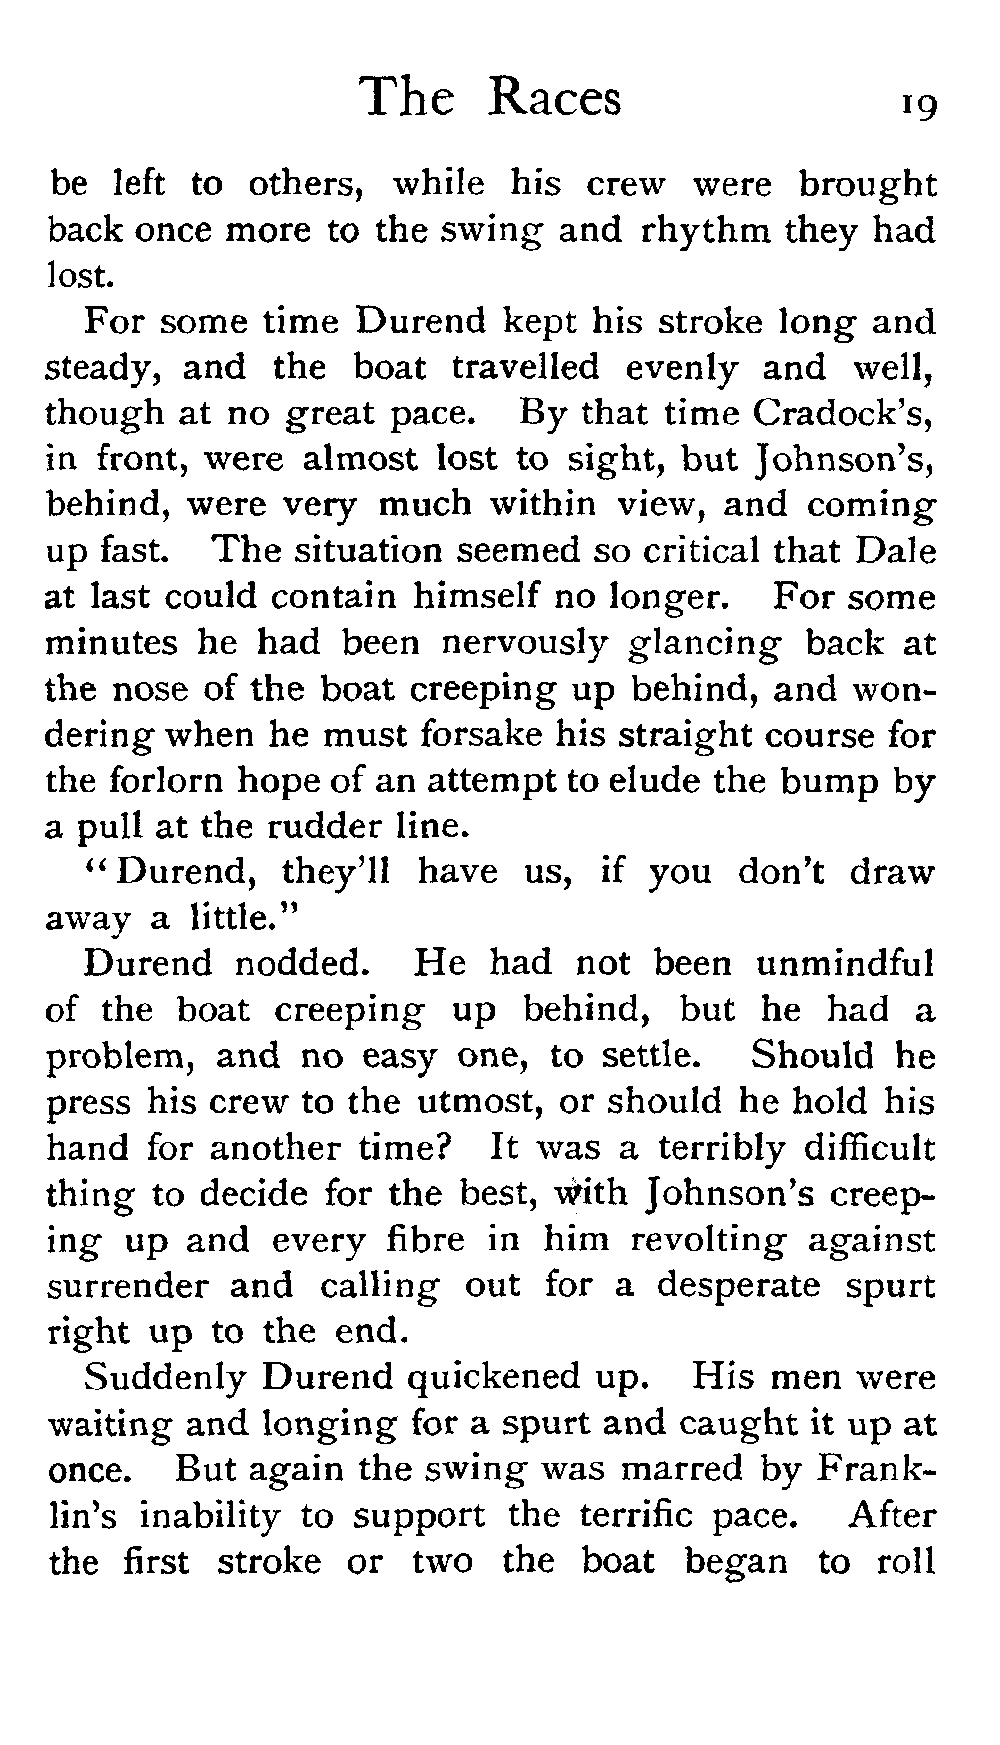 The Races 19
be left to others, while his crew were brought
back once more to the swing and rhythm they had
lost.
For some time Durend kept his stroke long and
steady, and the boat travelled evenly and well,
though at no great pace. By that time Cradock's,
in front, were almost lost to sight, but Johnson's,
behind, were very much within view, and coming
up fast. The situation seemed so critical that Dale
at last could contain himself no longer. For some
minutes he had been nervously glancing back at
the nose of the boat creeping up behind, and won-
dering when he must forsake his straight course for
the forlorn hope of an attempt to elude the bump by
a pull at the rudder line.
"Durend, they'll have us, if you don't draw
away a little."
Durend nodded. He had not been unmindful
of the boat creeping up behind, but he had a
problem, and no easy one, to settle. Should he
press his crew to the utmost, or should he hold his
hand for another time? It was a terribly difficult
thing to decide for the best, with Johnson's creep-
ing up and every fibre in him revolting against
surrender and calling out for a desperate spurt
right up to the end.
Suddenly Durend quickened up. His men were
waiting and longing for a spurt and caught it up at
once. But again the swing was marred by Frank-
lin's inability to support the terrific pace. After
the first stroke or two the boat began to roll